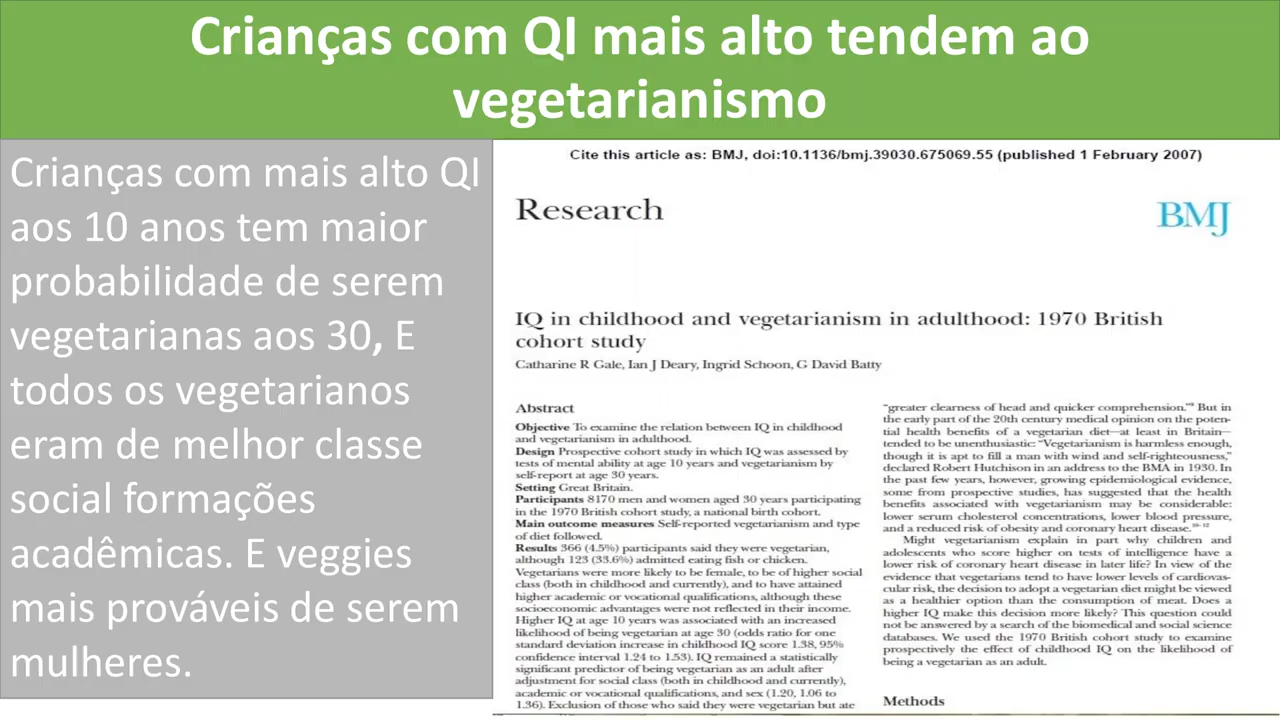 Crianças com QI mais alto tendem ao
vegetarianismo
Crianças com mais alto QI
aos 10 anos tem maior
probabilidade de serem
vegetarianas aos 30, E
todos os vegetarianos
eram de melhor classe
social formações
acadêmicas. E veggies
mais prováveis de serem
mulheres.
Cite this article as: BMJ, doi:10.1136/bmj.39030.675069.55 (published 1 February 2007)
Research
BMJ
IQ in childhood and vegetarianism in adulthood: 1970 British
cohort study
Catharine R Gale, Ian J Deary, Ingrid Schoon, G David Batty
Abstract
Objective To examine the relation between IQ in childhood
and vegetarianism in adulthood.
Design Prospective cohort study in which IQ was assessed by
tests of mental ability at age 10 years and vegetarianism by
self-report at age 30 years.
Setting Great Britain.
Participants 8170 men and women aged 30 years participating
in the 1970 British cohort study, a national birth cohort.
Main outcome measures Self-reported vegetarianism and type
of diet followed.
Results 366 (4.5%) participants said they were vegetarian,
although 123 (33.6%) admitted eating fish or chicken.
Vegetarians were more likely to be female, to be of higher social
class (both in childhood and currently), and to have attained
higher academic or vocational qualifications, although these
socioeconomic advantages were not reflected in their income.
Higher IQ at age 10 years was associated with an increased
likelihood of being vegetarian at age 30 (odds ratio for one
standard deviation increase in childhood IQ score 1.38, 95%
confidence interval 1.24 to 1.53). IQ remained a statistically
significant predictor of being vegetarian as an adult after
adjustment for social class (both in childhood and currently),
academic or vocational qualifications, and sex (1.20, 1.06 to
1.36). Exclusion of those who said they were vegetarian but ate
“greater clearness of head and quicker comprehension.” But in
the early part of the 20th century medical opinion on the poten-
tial health benefits of a vegetarian diet—at least in Britain—
tended to be unenthusiastic: “Vegetarianism is harmless enough,
though it is apt to fill a man with wind and self-righteousness,”
declared Robert Hutchison in an address to the BMA in 1930. In
the past few years, however, growing epidemiological evidence,
some from prospective studies, has suggested that the health
benefits associated with vegetarianism may be considerable:
lower serum cholesterol concentrations, lower blood pressure,
and a reduced risk of obesity and coronary heart disease.
Might vegetarianism explain in part why children and
adolescents who score higher on tests of intelligence have a
lower risk of coronary heart disease in later life? In view of the
evidence that vegetarians tend to have lower levels of cardiovas-
cular risk, the decision to adopt a vegetarian diet might be viewed
as a healthier option than the consumption of meat. Does a
higher IQ make this decision more likely? This question could
not be answered by a search of the biomedical and social science
databases. We used the 1970 British cohort study to examine
prospectively the effect of childhood IQ on the likelihood of
being a vegetarian as an adult.
Methods